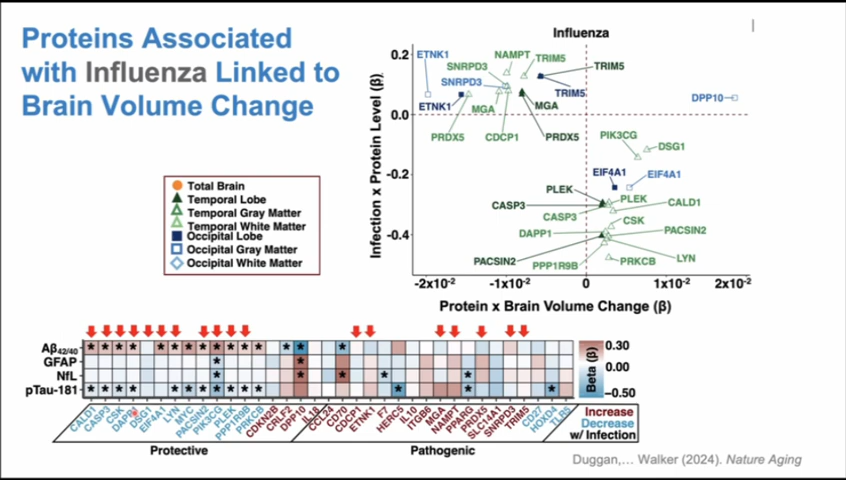 Proteins Associated
with Influenza Linked to
Brain Volume Change
Total Brain
Temporal Lobe
Temporal Gray Matter
Temporal White Matter
Occipital Lobe
Occipital Gray Matter
Occipital White Matter
Influenza
Infection x Protein Level (β)
0.2
0.0
-0.2
-0.4
ETNK1
NAMPT
TRIM5
SNRPD3
TRIM5
SNRPD3
ETNK1
MGA
MGA
TRIM5
DPP10
PRDX5
CDCP1
PRDX5
PIK3CG
DSG1
EIF4A1
EIF4A1
PLEK
PLEK
CASP3
CALD1
CASP3
CSK
DAPP1
PACSIN2
PACSIN2
PPP1R9B
PRKCB
LYN
-2x10⁻²
-1x10⁻²
0
1x10⁻²
2x10⁻²
Protein x Brain Volume Change (β)
Aβ42/40
GFAP
NfL
pTau-181
Beta (β)
0.30
0.00
-0.50
CALD1
CASP3
CSK
DAPP1
DSG1
EIF4A1
LYN
MYC
PACSIN2
PIK3CG
PLEK
PPP1R9B
PRKCB
CDKN2B
CRLF2
DPP10
IL18
CCL24
CD70
CDCP1
ETNK1
F7
HERC5
IL10
ITGB6
MGA
NAMPT
PPARG
PRDX5
SLC14A1
SNRPD3
TRIM5
CD27
HOXD4
TLR5
Increase
Decrease
w/ Infection
Protective
Pathogenic
Duggan,... Walker (2024). Nature Aging